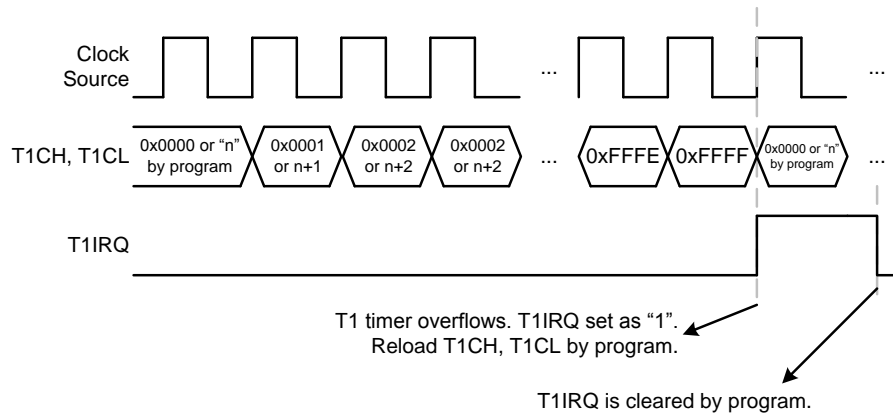 Clock
Source
...
...
T1CH, T1CL
0x0000 or “n”
by program
0x0001
or n+1
0x0002
or n+2
0x0002
or n+2
...
0xFFFE
0xFFFF
0x0000 or “n”
by program
...
T1IRQ
T1 timer overflows. T1IRQ set as “1”.
Reload T1CH, T1CL by program.
T1IRQ is cleared by program.